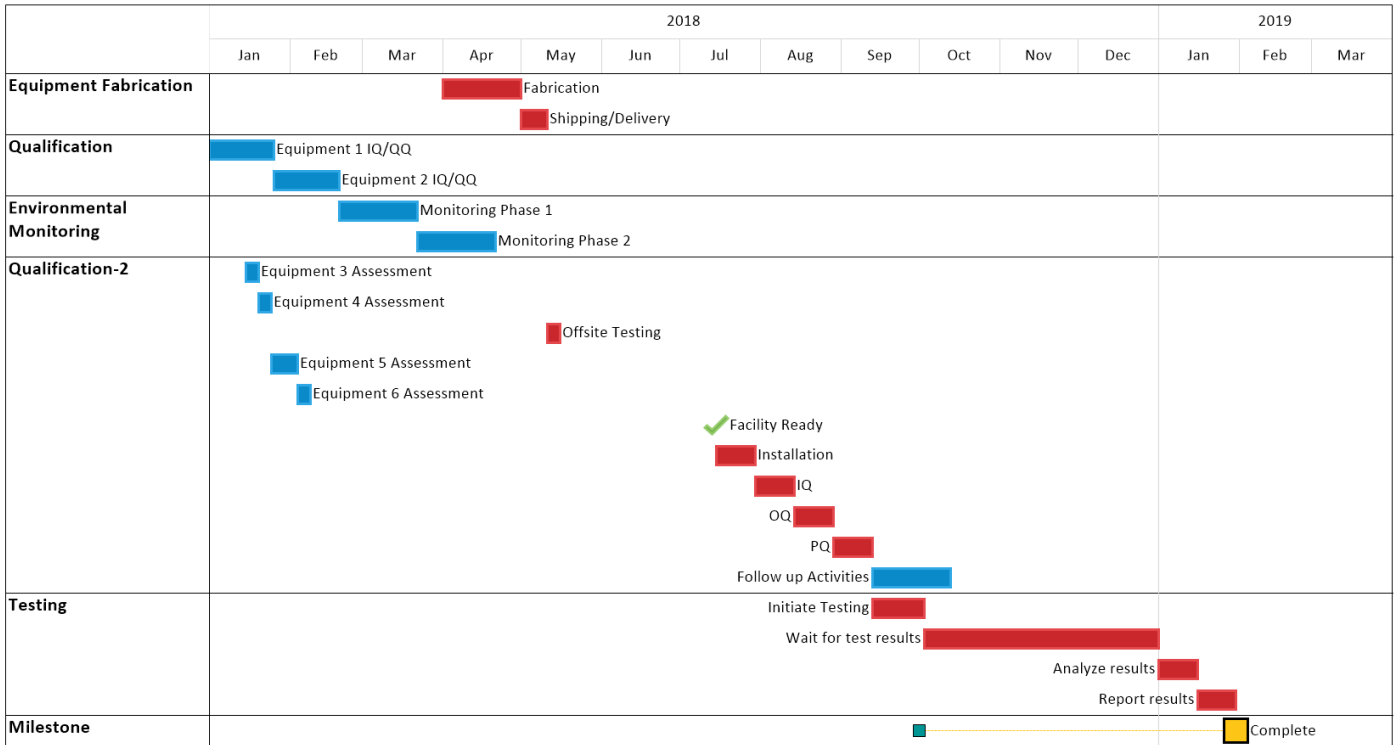 2018 2019
Jan Feb Mar Apr May Jun Jul Aug Sep Oct Nov Dec Jan Feb Mar
Equipment Fabrication Fabrication
Shipping/Delivery
Qualification Equipment 1 IQ/QQ
Equipment 2 IQ/QQ
Environmental Monitoring Phase 1
Monitoring Monitoring Phase 2
Qualification-2 Equipment 3 Assessment
Equipment 4 Assessment
Offsite Testing
Equipment 5 Assessment
Equipment 6 Assessment
Facility Ready
Installation
IQ
OQ
PQ
Follow up Activities
Testing Initiate Testing
Wait for test results
Analyze results
Report results
Milestone Complete